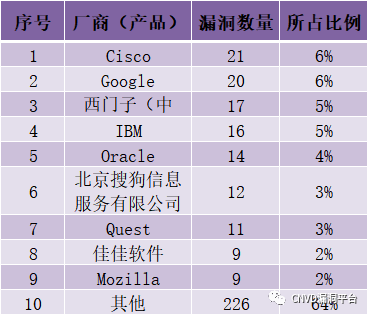 序号 厂商（产品） 漏洞数量 所占比例
1 Cisco 21 6%
2 Google 20 6%
3 西门子（中 17 5%
4 IBM 16 5%
5 Oracle 14 4%
6 北京搜狗信息
服务有限公司 12 3%
7 Quest 11 3%
8 佳佳软件 9 2%
9 Mozilla 9 2%
10 其他 226 64%
CNVD漏洞平台